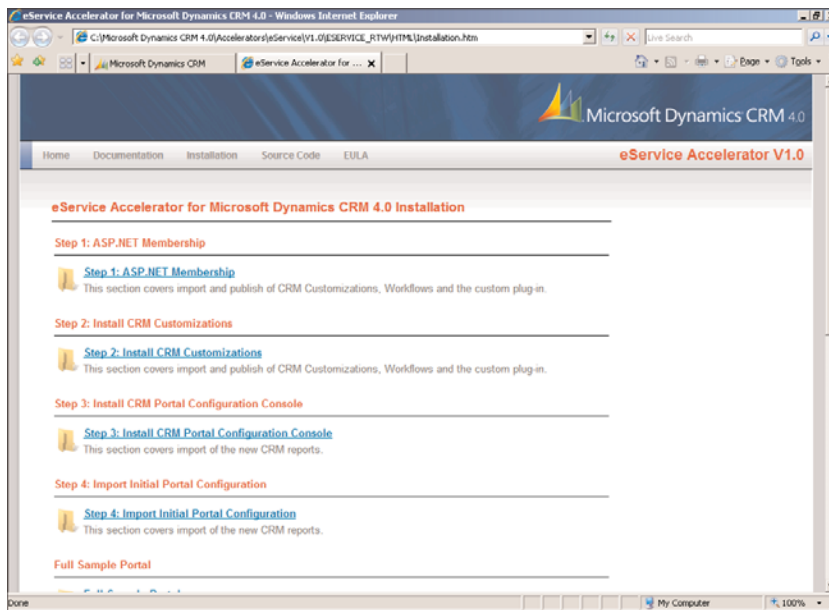 eService Accelerator for Microsoft Dynamics CRM 4.0 - Windows Internet Explorer
C:\Microsoft Dynamics CRM 4.0\Accelerators\eService\V1.0\ESERVICE_RTW\HTML\Installation.htm
Live Search
Microsoft Dynamics CRM
eService Accelerator for ...
Page
Tools
Microsoft Dynamics CRM 4.0
Home Documentation Installation Source Code EULA
eService Accelerator V1.0
eService Accelerator for Microsoft Dynamics CRM 4.0 Installation
Step 1: ASP.NET Membership
Step 1: ASP.NET Membership
This section covers import and publish of CRM Customizations, Workflows and the custom plug-in.
Step 2: Install CRM Customizations
Step 2: Install CRM Customizations
This section covers import and publish of CRM Customizations, Workflows and the custom plug-in.
Step 3: Install CRM Portal Configuration Console
Step 3: Install CRM Portal Configuration Console
This section covers import of the new CRM reports.
Step 4: Import Initial Portal Configuration
Step 4: Import Initial Portal Configuration
This section covers import of the new CRM reports.
Full Sample Portal
Done
My Computer
100%